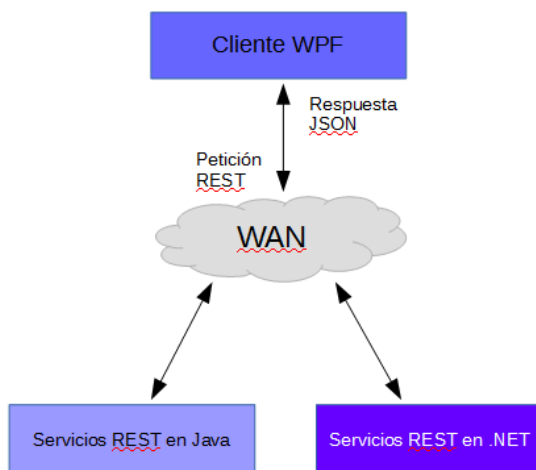 Cliente WPF
Respuesta
JSON
Petición
REST
WAN
Servicios REST en Java
Servicios REST en .NET